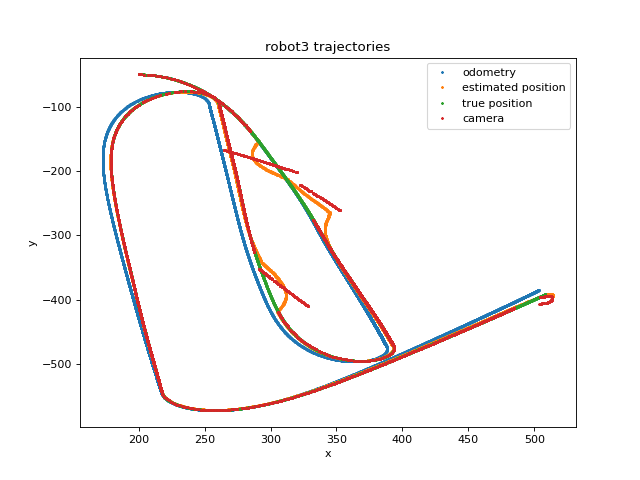 robot3 trajectories
odometry
estimated position
true position
camera
−100
−200
−300
−400
−500
y
200
250
300
350
400
450
500
x